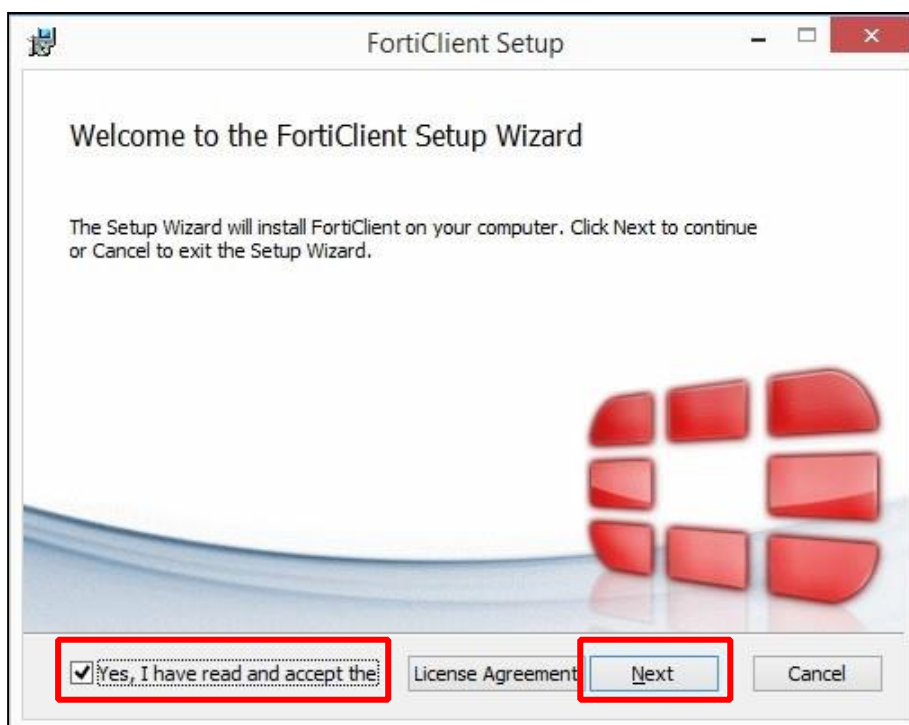 FortiClient Setup
Welcome to the FortiClient Setup Wizard
The Setup Wizard will install FortiClient on your computer. Click Next to continue
or Cancel to exit the Setup Wizard.
Yes, I have read and accept the License Agreement Next Cancel